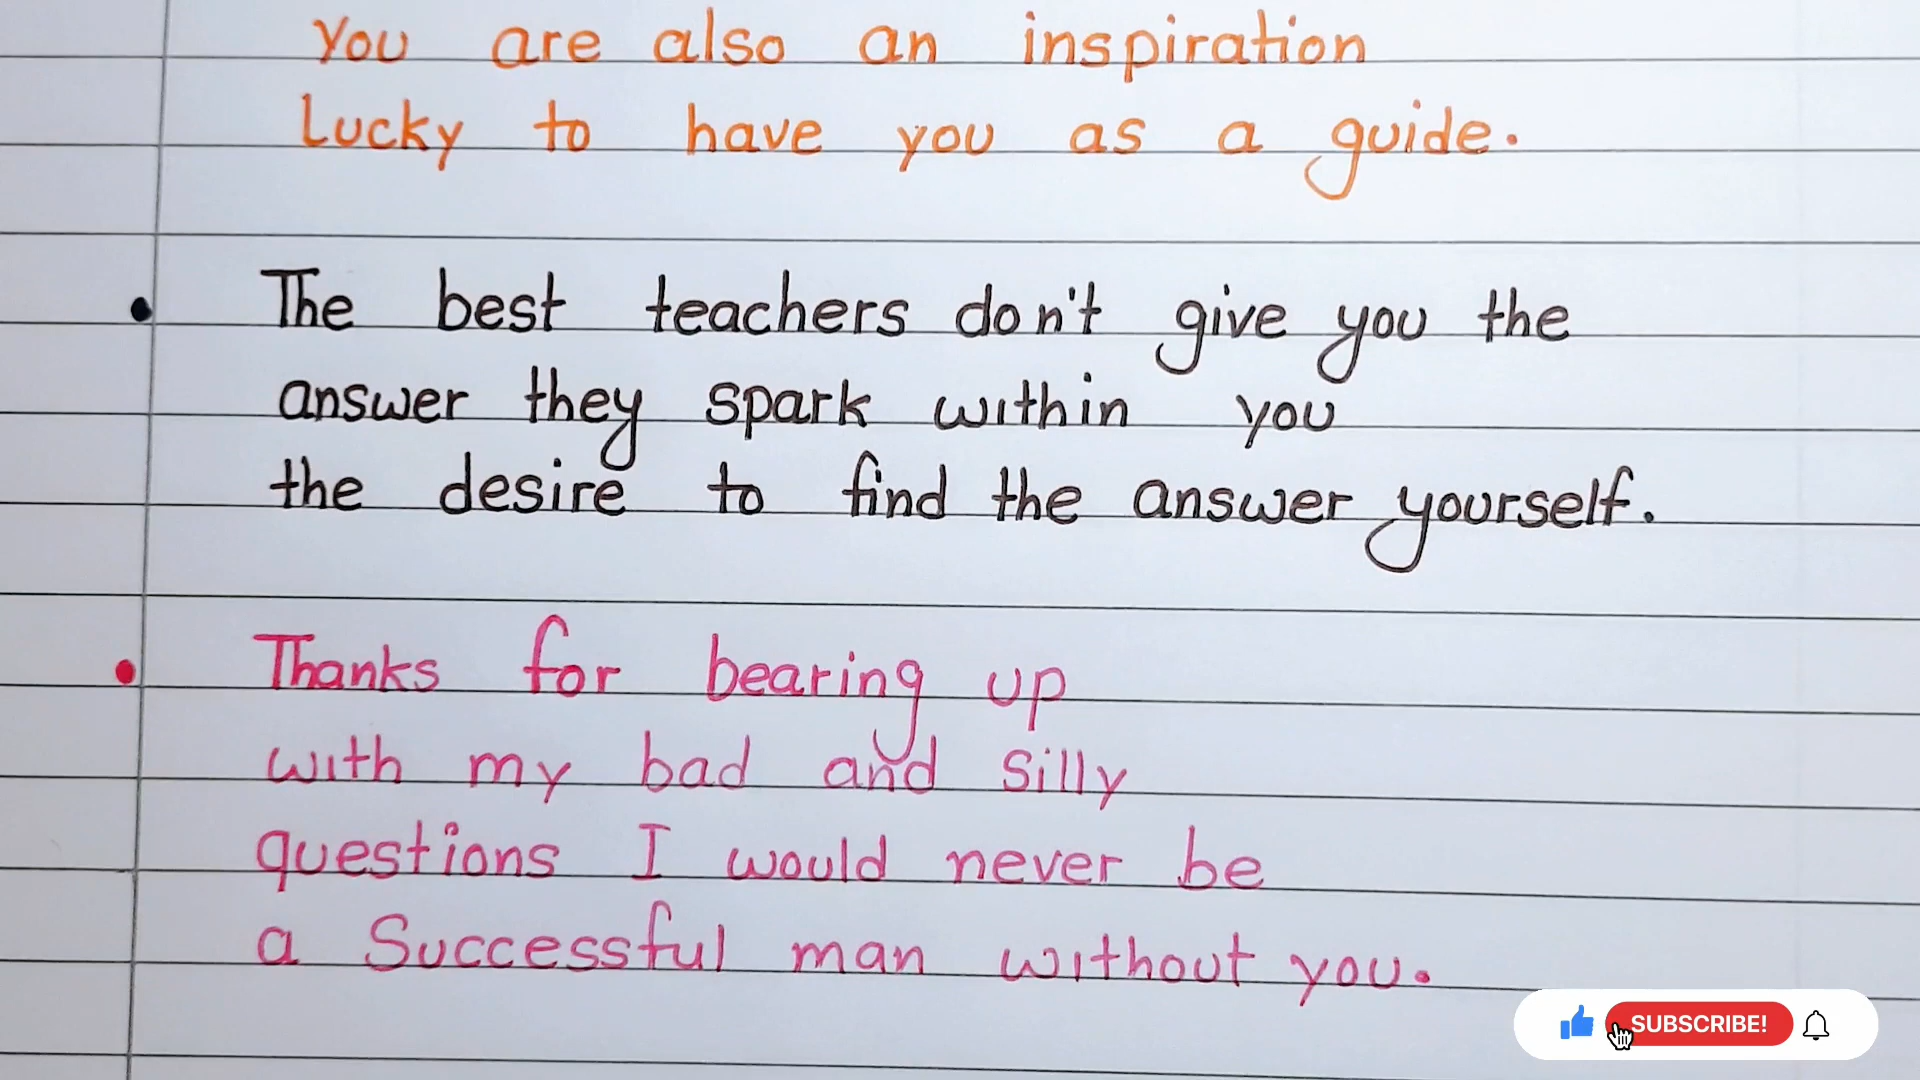 You are also an inspiration
Lucky to have you as a guide.
• The best teachers don't give you the
answer they spark within you
the desire to find the answer yourself.
• Thanks for bearing up
with my bad and silly
questions I would never be
a Successful man without you.
SUBSCRIBE!